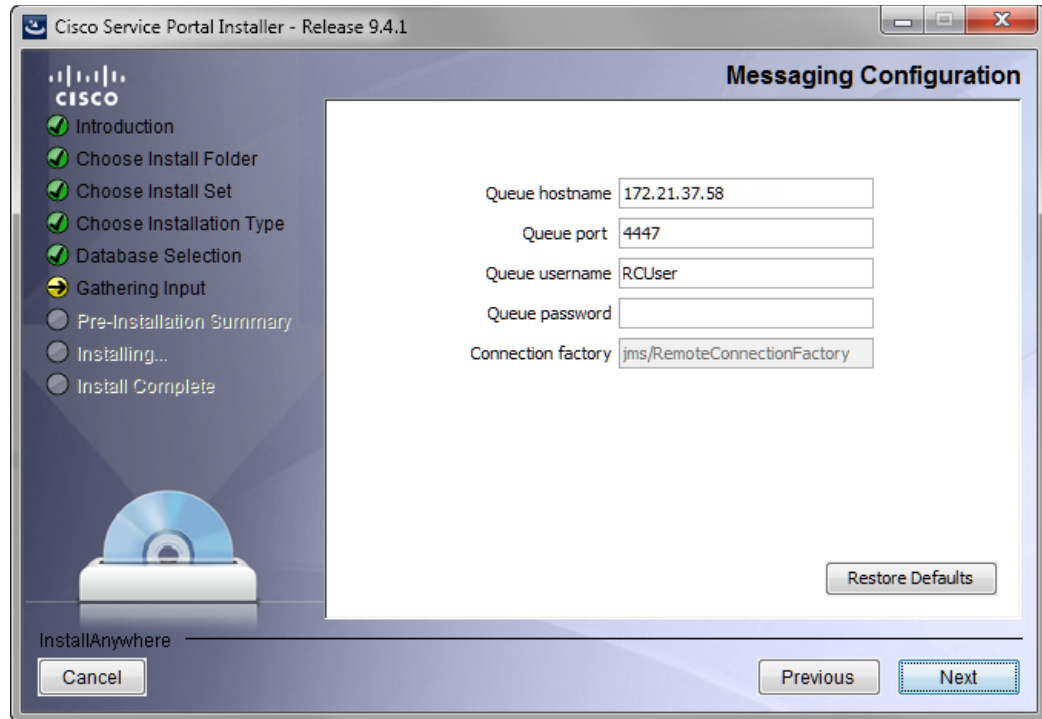 Cisco Service Portal Installer - Release 9.4.1
CISCO
Messaging Configuration
Introduction
Choose Install Folder
Choose Install Set
Choose Installation Type
Database Selection
Gathering Input
Pre-Installation Summary
Installing...
Install Complete
Queue hostname 172.21.37.58
Queue port 4447
Queue username RCUser
Queue password
Connection factory jms/RemoteConnectionFactory
Restore Defaults
InstallAnywhere
Cancel
Previous
Next